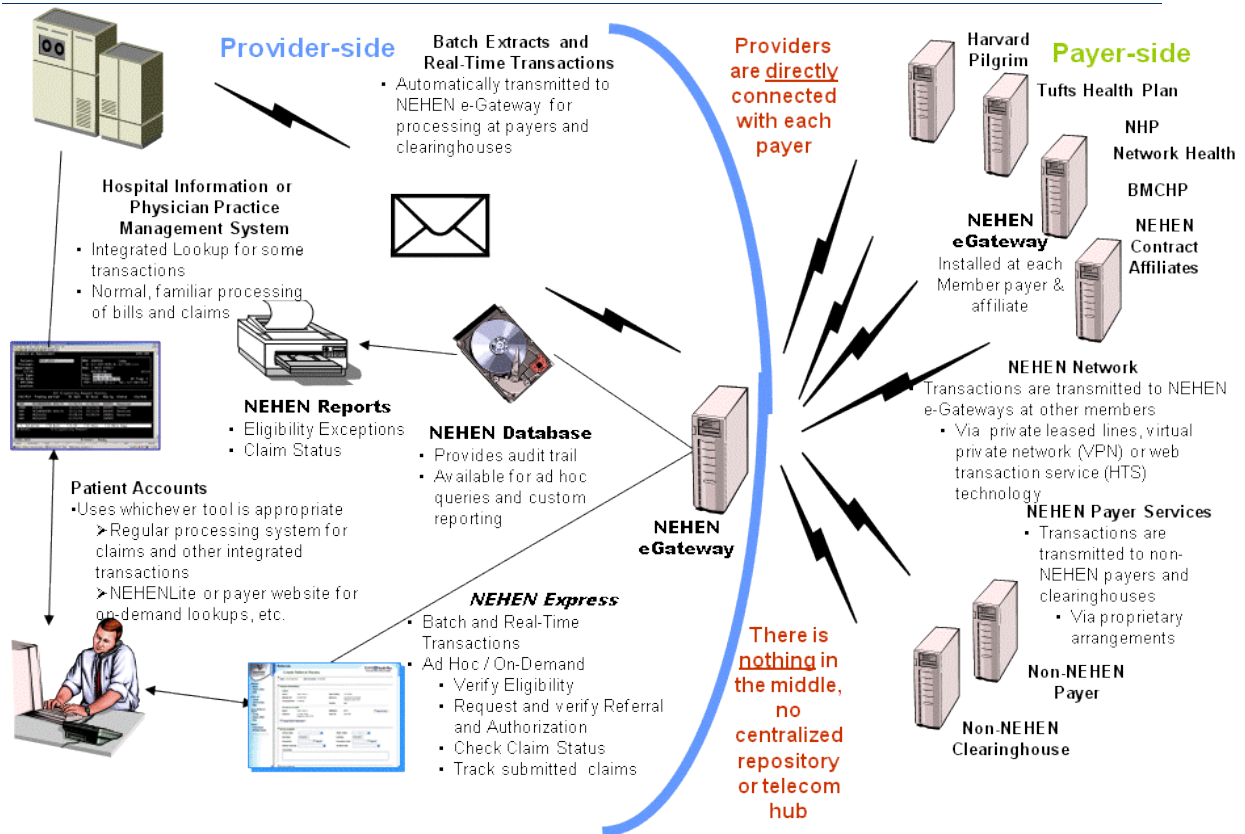 Provider-side
Batch Extracts and
Real-Time Transactions
▪ Automatically transmitted to
NEHEN e-Gateway for
processing at payers and
clearinghouses
Hospital Information or
Physician Practice
Management System
▪ Integrated Lookup for some
transactions
▪ Normal, familiar processing
of bills and claims
NEHEN Reports
▪ Eligibility Exceptions
▪ Claim Status
NEHEN Database
▪ Provides audit trail
▪ Available for ad hoc
queries and custom
reporting
Patient Accounts
▪Uses whichever tool is appropriate
➢Regular processing system for
claims and other integrated
transactions
➢NEHENLite or payer website for
on-demand lookups, etc.
NEHEN Express
▪ Batch and Real-Time
Transactions
▪ Ad Hoc / On-Demand
▪ Verify Eligibility
▪ Request and verify Referral
and Authorization
▪ Check Claim Status
▪ Track submitted claims
NEHEN
eGateway
Providers
are directly
connected
with each
payer
There is
nothing in
the middle,
no
centralized
repository
or telecom
hub
Payer-side
Harvard
Pilgrim
Tufts Health Plan
NHP
Network Health
BMCHP
NEHEN
Contract
Affiliates
NEHEN
eGateway
Installed at each
Member payer &
affiliate
NEHEN Network
Transactions are transmitted to NEHEN
e-Gateways at other members
▪ Via private leased lines, virtual
private network (VPN) or web
transaction service (HTS)
technology
NEHEN Payer Services
▪ Transactions are
transmitted to non-
NEHEN payers and
clearinghouses
▪ Via proprietary
arrangements
Non-NEHEN
Payer
Non-NEHEN
Clearinghouse